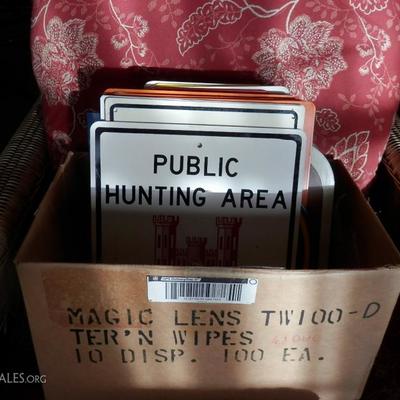 PUBLIC
HUNTING AREA
MAGIC LENS TW100-D
TER'N WIPES
10 DISP. 100 EA.
ALES.ORG